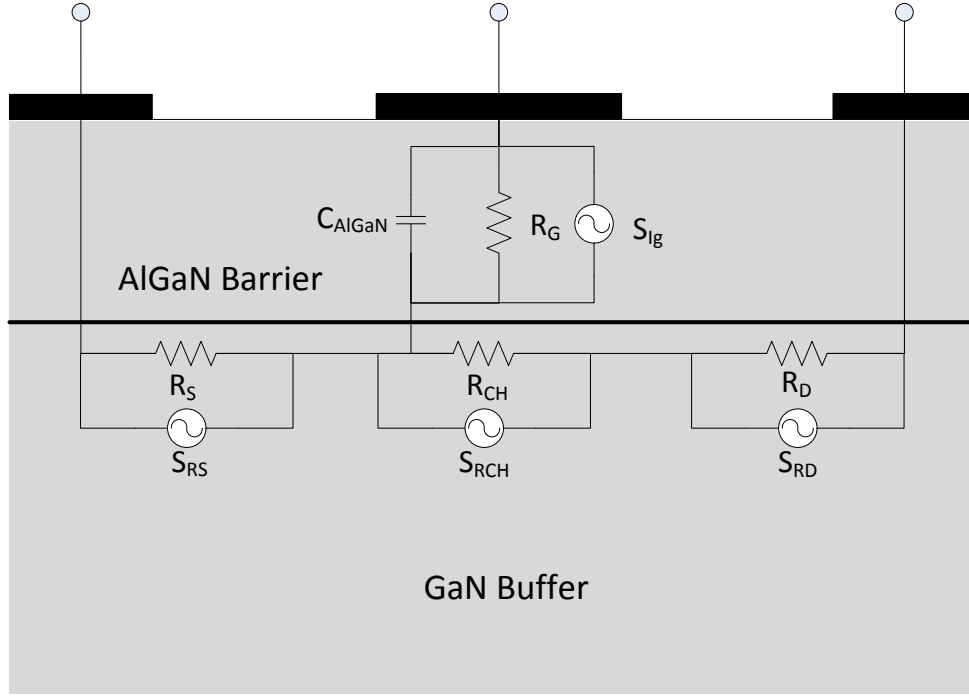 C_AlGaN
R_G
S_Ig
AlGaN Barrier
R_S
R_CH
R_D
S_RS
S_RCH
S_RD
GaN Buffer